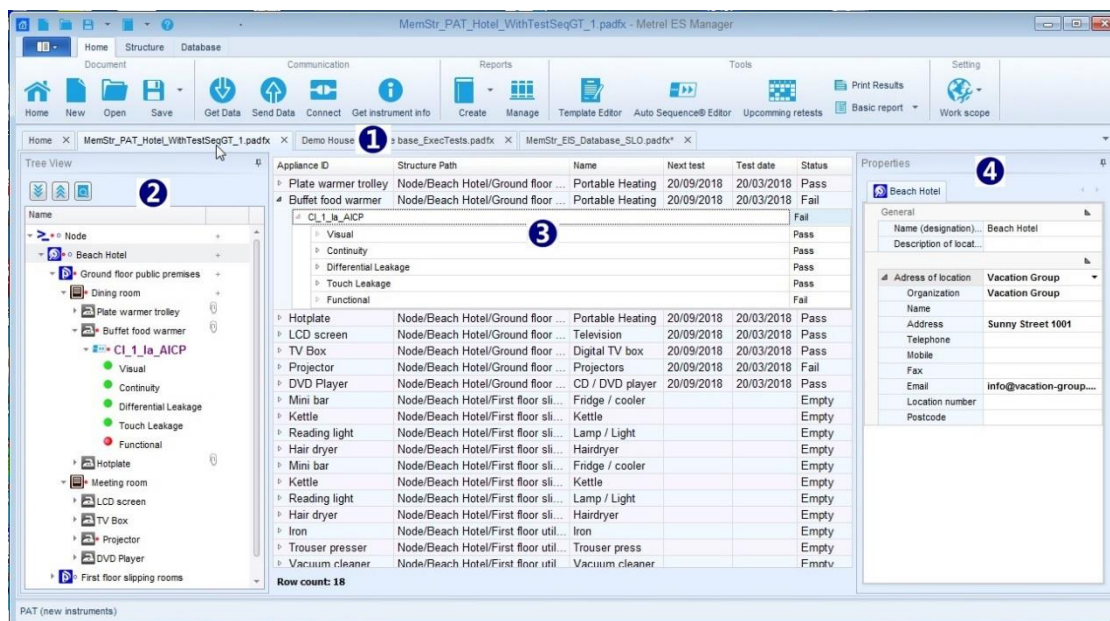 MemStr_PAT_Hotel_WithTestSeqGT_1.padfx - Metrel ES Manager
Home Structure Database
Document Communication Reports Tools Setting
Home New Open Save Get Data Send Data Connect Get instrument info Create Manage Template Editor Auto Sequence® Editor Upcomming retests Print Results Basic report Work scope
Home X MemStr_PAT_Hotel_WithTestSeqGT_1.padfx X Demo House 1 e base_ExecTests.padfx X MemStr_EIS_Database_SLO.padfx* X
Tree View
2
Name
Node
Beach Hotel
Ground floor public premises
Dining room
Plate warmer trolley
Buffet food warmer
Cl_1_Ia_AICP
Visual
Continuity
Differential Leakage
Touch Leakage
Functional
Hotplate
Meeting room
LCD screen
TV Box
Projector
DVD Player
First floor slipping rooms
Appliance ID Structure Path Name Next test Test date Status
Plate warmer trolley Node/Beach Hotel/Ground floor ... Portable Heating 20/09/2018 20/03/2018 Pass
Buffet food warmer Node/Beach Hotel/Ground floor ... Portable Heating 20/09/2018 20/03/2018 Fail
Cl_1_Ia_AICP Fail
3
Visual Pass
Continuity Pass
Differential Leakage Pass
Touch Leakage Pass
Functional Fail
Hotplate Node/Beach Hotel/Ground floor ... Portable Heating 20/09/2018 20/03/2018 Pass
LCD screen Node/Beach Hotel/Ground floor ... Television 20/09/2018 20/03/2018 Pass
TV Box Node/Beach Hotel/Ground floor ... Digital TV box 20/09/2018 20/03/2018 Pass
Projector Node/Beach Hotel/Ground floor ... Projectors 20/09/2018 20/03/2018 Fail
DVD Player Node/Beach Hotel/Ground floor ... CD / DVD player 20/09/2018 20/03/2018 Pass
Mini bar Node/Beach Hotel/First floor sli... Fridge / cooler Empty
Kettle Node/Beach Hotel/First floor sli... Kettle Empty
Reading light Node/Beach Hotel/First floor sli... Lamp / Light Empty
Hair dryer Node/Beach Hotel/First floor sli... Hairdryer Empty
Mini bar Node/Beach Hotel/First floor sli... Fridge / cooler Empty
Kettle Node/Beach Hotel/First floor sli... Kettle Empty
Reading light Node/Beach Hotel/First floor sli... Lamp / Light Empty
Hair dryer Node/Beach Hotel/First floor sli... Hairdryer Empty
Iron Node/Beach Hotel/First floor util... Iron Empty
Trouser presser Node/Beach Hotel/First floor util... Trouser press Empty
Vacuum cleaner Node/Beach Hotel/First floor util... Vacuum cleaner Empty
Row count: 18
Properties
4
Beach Hotel
General
Name (designation)... Beach Hotel
Description of locat...
Adress of location Vacation Group
Organization Vacation Group
Name
Address Sunny Street 1001
Telephone
Mobile
Fax
Email info@vacation-group....
Location number
Postcode
PAT (new instruments)